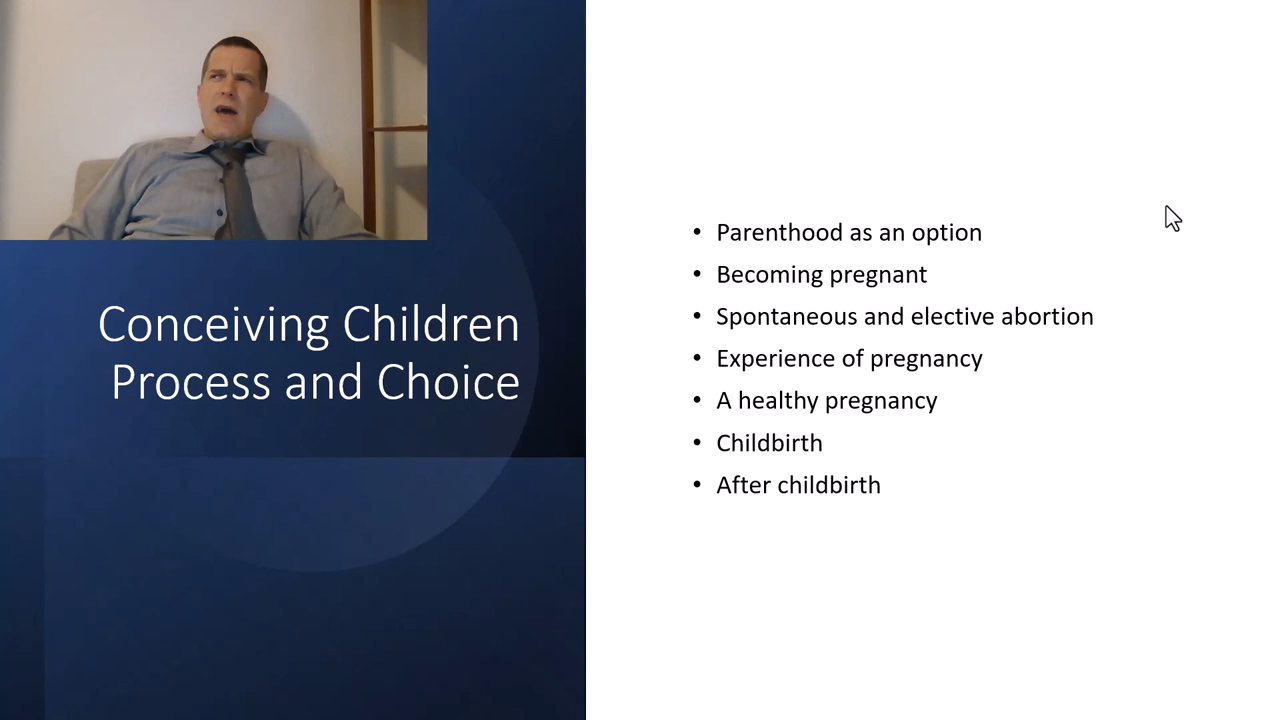 Conceiving Children
Process and Choice
• Parenthood as an option
• Becoming pregnant
• Spontaneous and elective abortion
• Experience of pregnancy
• A healthy pregnancy
• Childbirth
• After childbirth